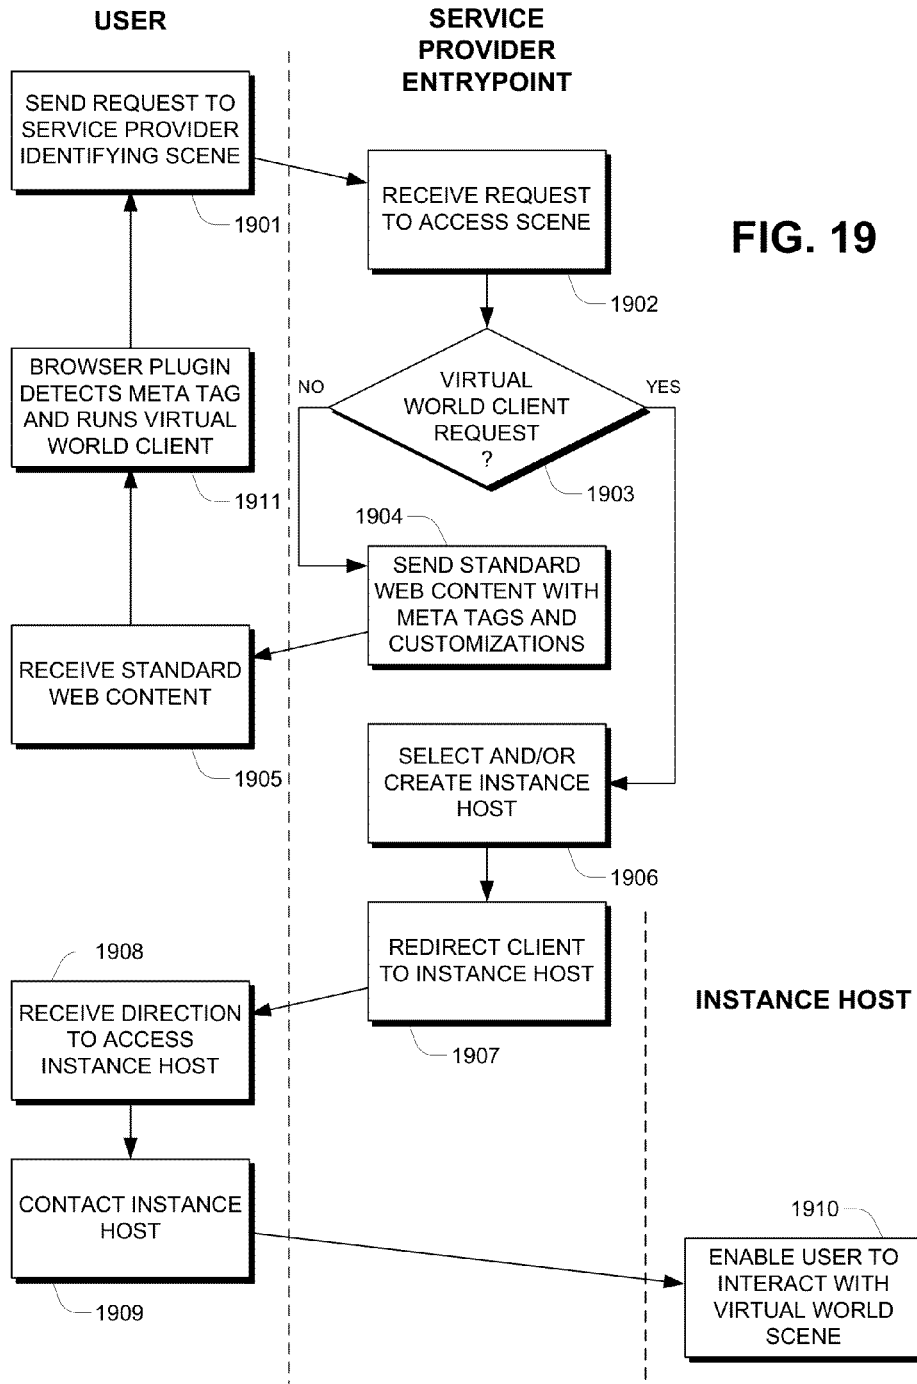 USER
SERVICE
PROVIDER
ENTRYPOINT
SEND REQUEST TO
SERVICE PROVIDER
IDENTIFYING SCENE
1901
RECEIVE REQUEST
TO ACCESS SCENE
1902
FIG. 19
BROWSER PLUGIN
DETECTS META TAG
AND RUNS VIRTUAL
WORLD CLIENT
1911
NO
VIRTUAL
WORLD CLIENT
REQUEST
?
YES
1903
1904
SEND STANDARD
WEB CONTENT WITH
META TAGS AND
CUSTOMIZATIONS
RECEIVE STANDARD
WEB CONTENT
1905
SELECT AND/OR
CREATE INSTANCE
HOST
1906
REDIRECT CLIENT
TO INSTANCE HOST
1907
1908
RECEIVE DIRECTION
TO ACCESS
INSTANCE HOST
INSTANCE HOST
CONTACT INSTANCE
HOST
1909
1910
ENABLE USER TO
INTERACT WITH
VIRTUAL WORLD
SCENE